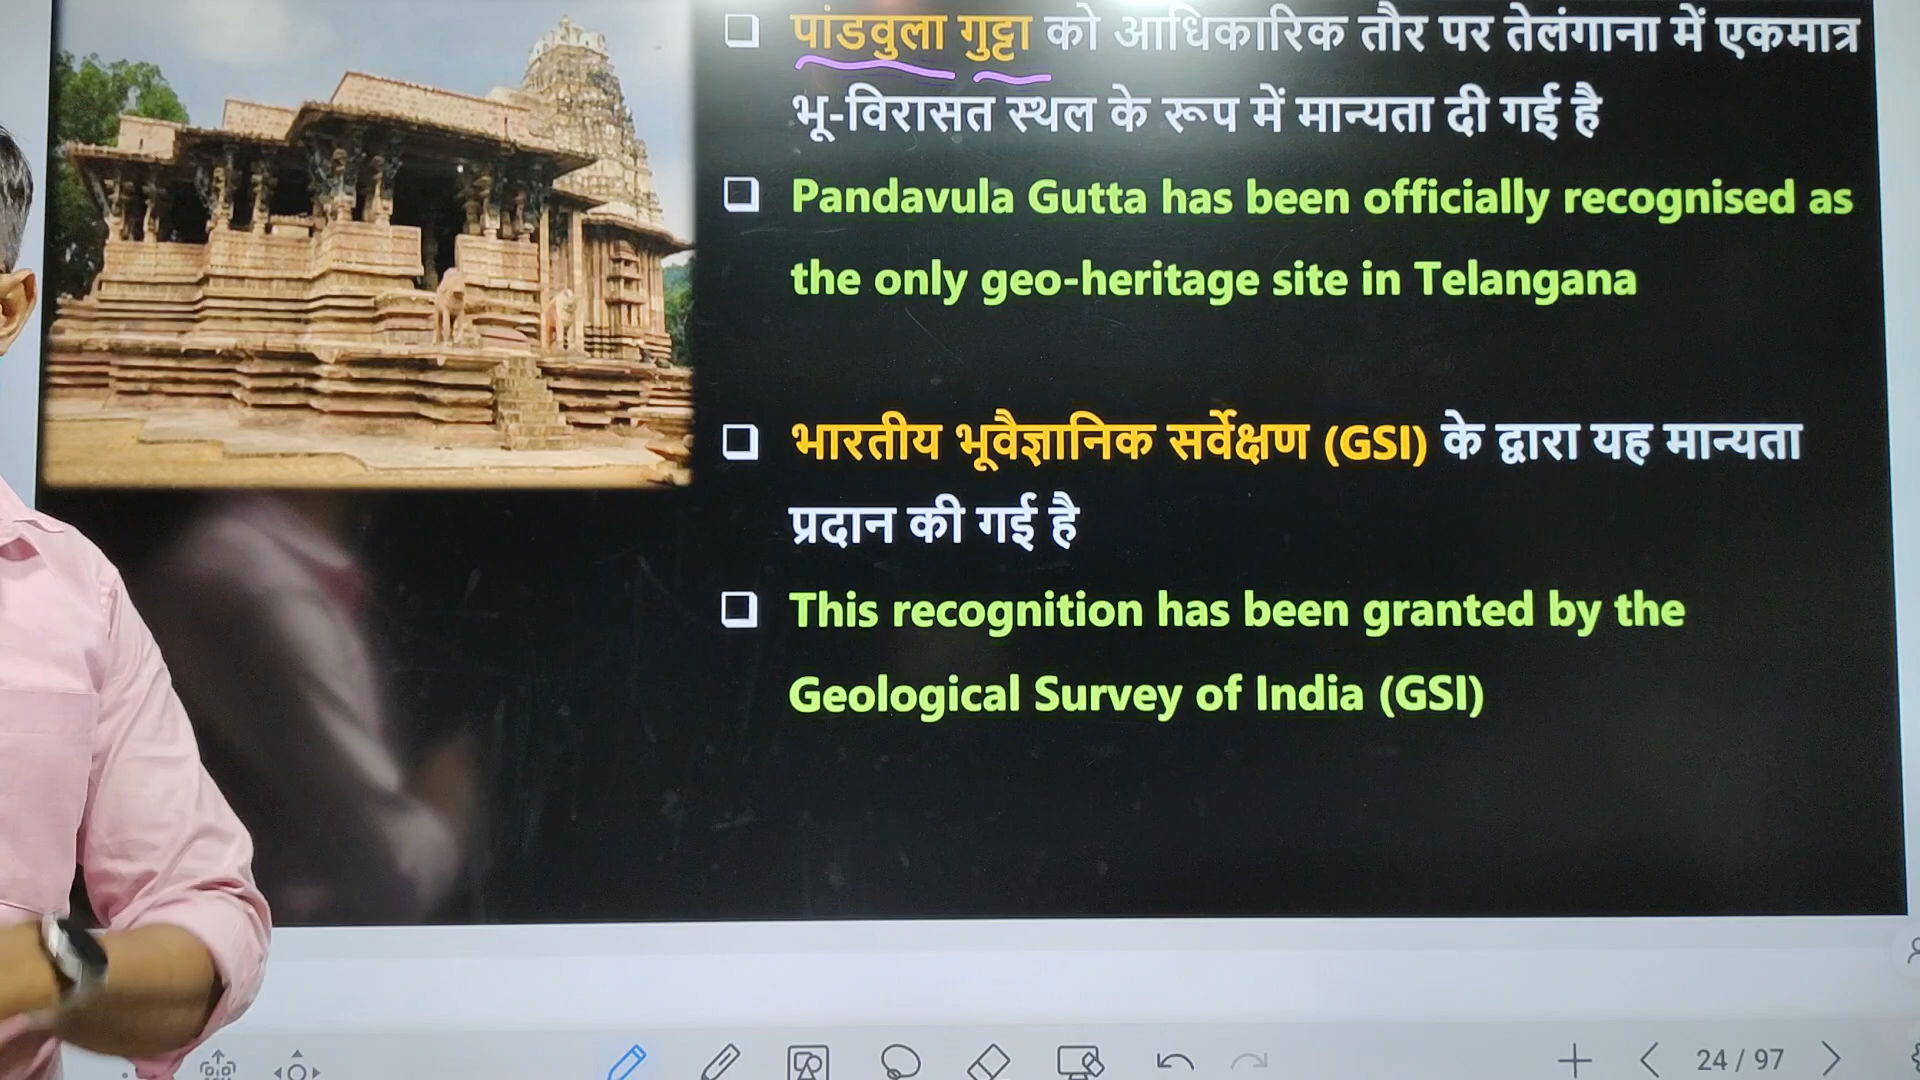 पांडवुला गुट्टा को आधिकारिक तौर पर तेलंगाना में एकमात्र
भू-विरासत स्थल के रूप में मान्यता दी गई है
Pandavula Gutta has been officially recognised as
the only geo-heritage site in Telangana
भारतीय भूवैज्ञानिक सर्वेक्षण (GSI) के द्वारा यह मान्यता
प्रदान की गई है
This recognition has been granted by the
Geological Survey of India (GSI)
24 / 97